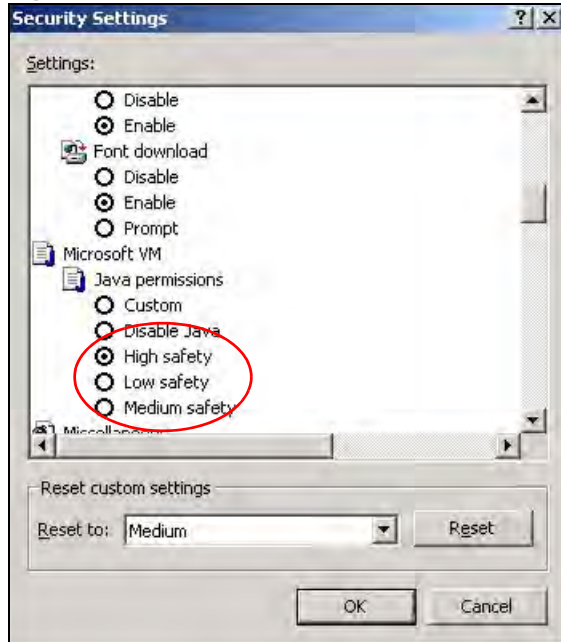 Security Settings
Settings:
Disable
Enable
Font download
Disable
Enable
Prompt
Microsoft VM
Java permissions
Custom
Disable Java
High safety
Low safety
Medium safety
Miscellaneous
Reset custom settings
Reset to: Medium Reset
OK Cancel